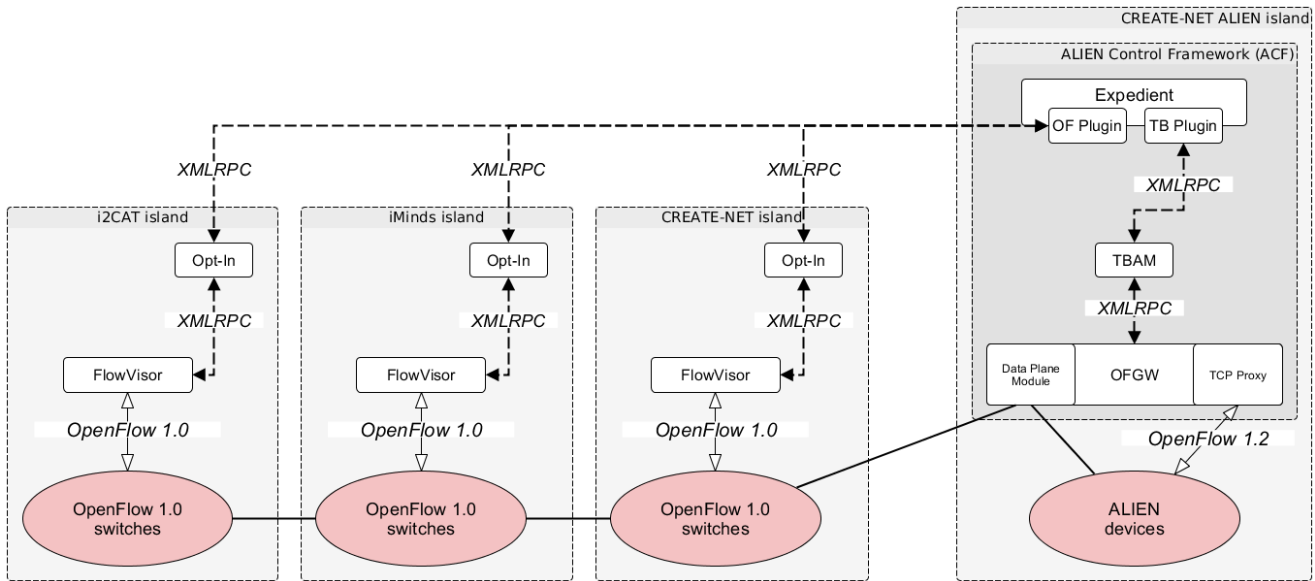 CREATE-NET ALIEN island
ALIEN Control Framework (ACF)
Expedient
OF Plugin
TB Plugin
XMLRPC
XMLRPC
XMLRPC
XMLRPC
i2CAT island
iMinds island
CREATE-NET island
Opt-In
Opt-In
Opt-In
TBAM
XMLRPC
XMLRPC
XMLRPC
XMLRPC
FlowVisor
FlowVisor
FlowVisor
Data Plane
Module
OFGW
TCP Proxy
OpenFlow 1.0
OpenFlow 1.0
OpenFlow 1.0
OpenFlow 1.2
OpenFlow 1.0
switches
OpenFlow 1.0
switches
OpenFlow 1.0
switches
ALIEN
devices